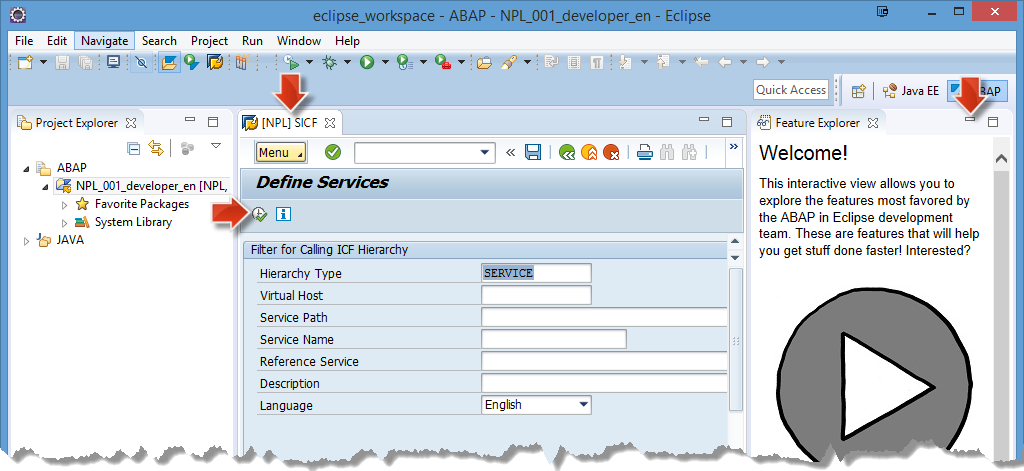 eclipse_workspace - ABAP - NPL_001_developer_en - Eclipse
File Edit Navigate Search Project Run Window Help
Quick Access
Java EE
Project Explorer
[NPL] SICF
Feature Explorer
Menu
Welcome!
ABAP
NPL_001_developer_en [NPL,
Favorite Packages
System Library
JAVA
Define Services
This interactive view allows you to
explore the features most favored by
the ABAP in Eclipse development
team. These are features that will help
you get stuff done faster! Interested?
Filter for Calling ICF Hierarchy
Hierarchy Type SERVICE
Virtual Host
Service Path
Service Name
Reference Service
Description
Language English